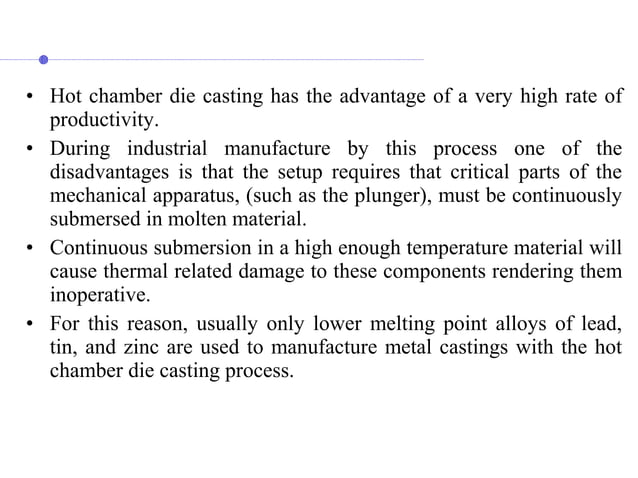 • Hot chamber die casting has the advantage of a very high rate of
productivity.
• During industrial manufacture by this process one of the
disadvantages is that the setup requires that critical parts of the
mechanical apparatus, (such as the plunger), must be continuously
submersed in molten material.
• Continuous submersion in a high enough temperature material will
cause thermal related damage to these components rendering them
inoperative.
• For this reason, usually only lower melting point alloys of lead,
tin, and zinc are used to manufacture metal castings with the hot
chamber die casting process.